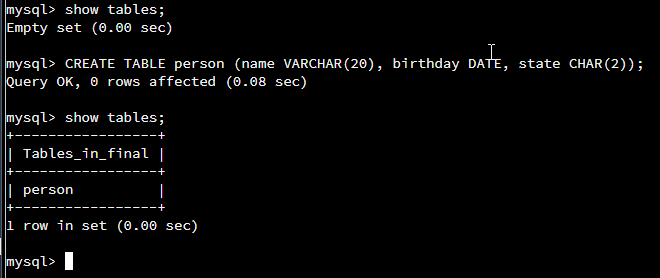 mysql> show tables;
Empty set (0.00 sec)
mysql> CREATE TABLE person (name VARCHAR(20), birthday DATE, state CHAR(2));
Query OK, 0 rows affected (0.08 sec)
mysql> show tables;
+-----------------+
| Tables_in_final |
+-----------------+
| person          |
+-----------------+
1 row in set (0.00 sec)
mysql>